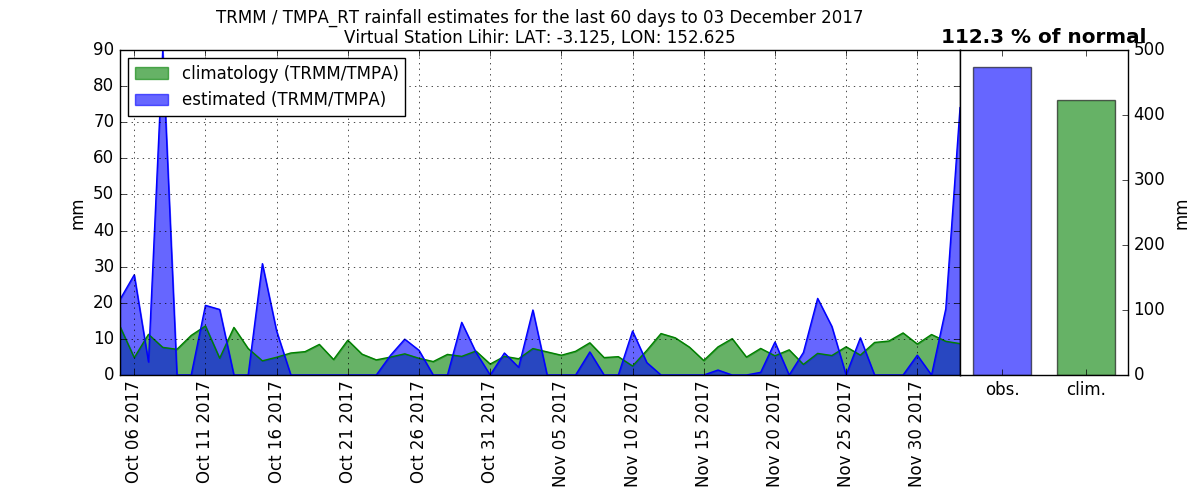 TRMM / TMPA_RT rainfall estimates for the last 60 days to 03 December 2017
Virtual Station Lihir: LAT: -3.125, LON: 152.625
112.3 % of normal
climatology (TRMM/TMPA)
estimated (TRMM/TMPA)
90
80
70
60
50
40
30
20
10
0
mm
Oct 06 2017
Oct 11 2017
Oct 16 2017
Oct 21 2017
Oct 26 2017
Oct 31 2017
Nov 05 2017
Nov 10 2017
Nov 15 2017
Nov 20 2017
Nov 25 2017
Nov 30 2017
obs.
clim.
500
400
300
200
100
0
mm